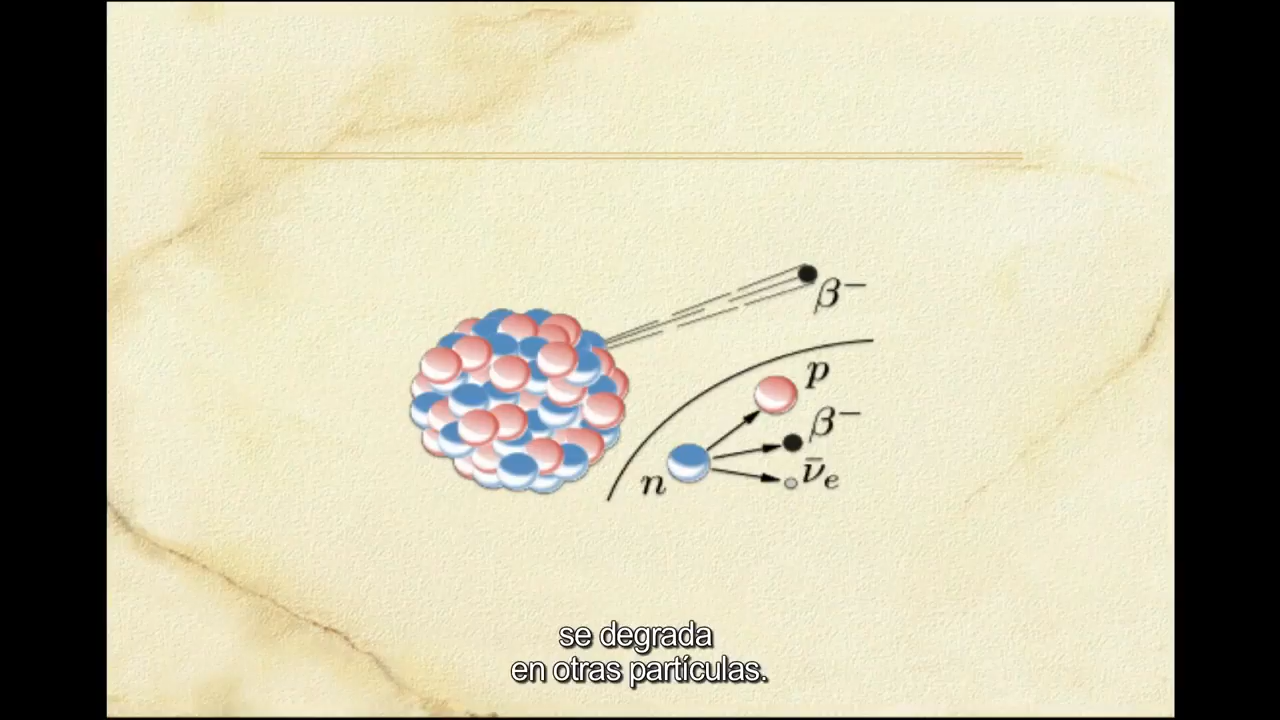 β⁻
p
β⁻
n
ν̄ₑ
se degrada
en otras partículas.